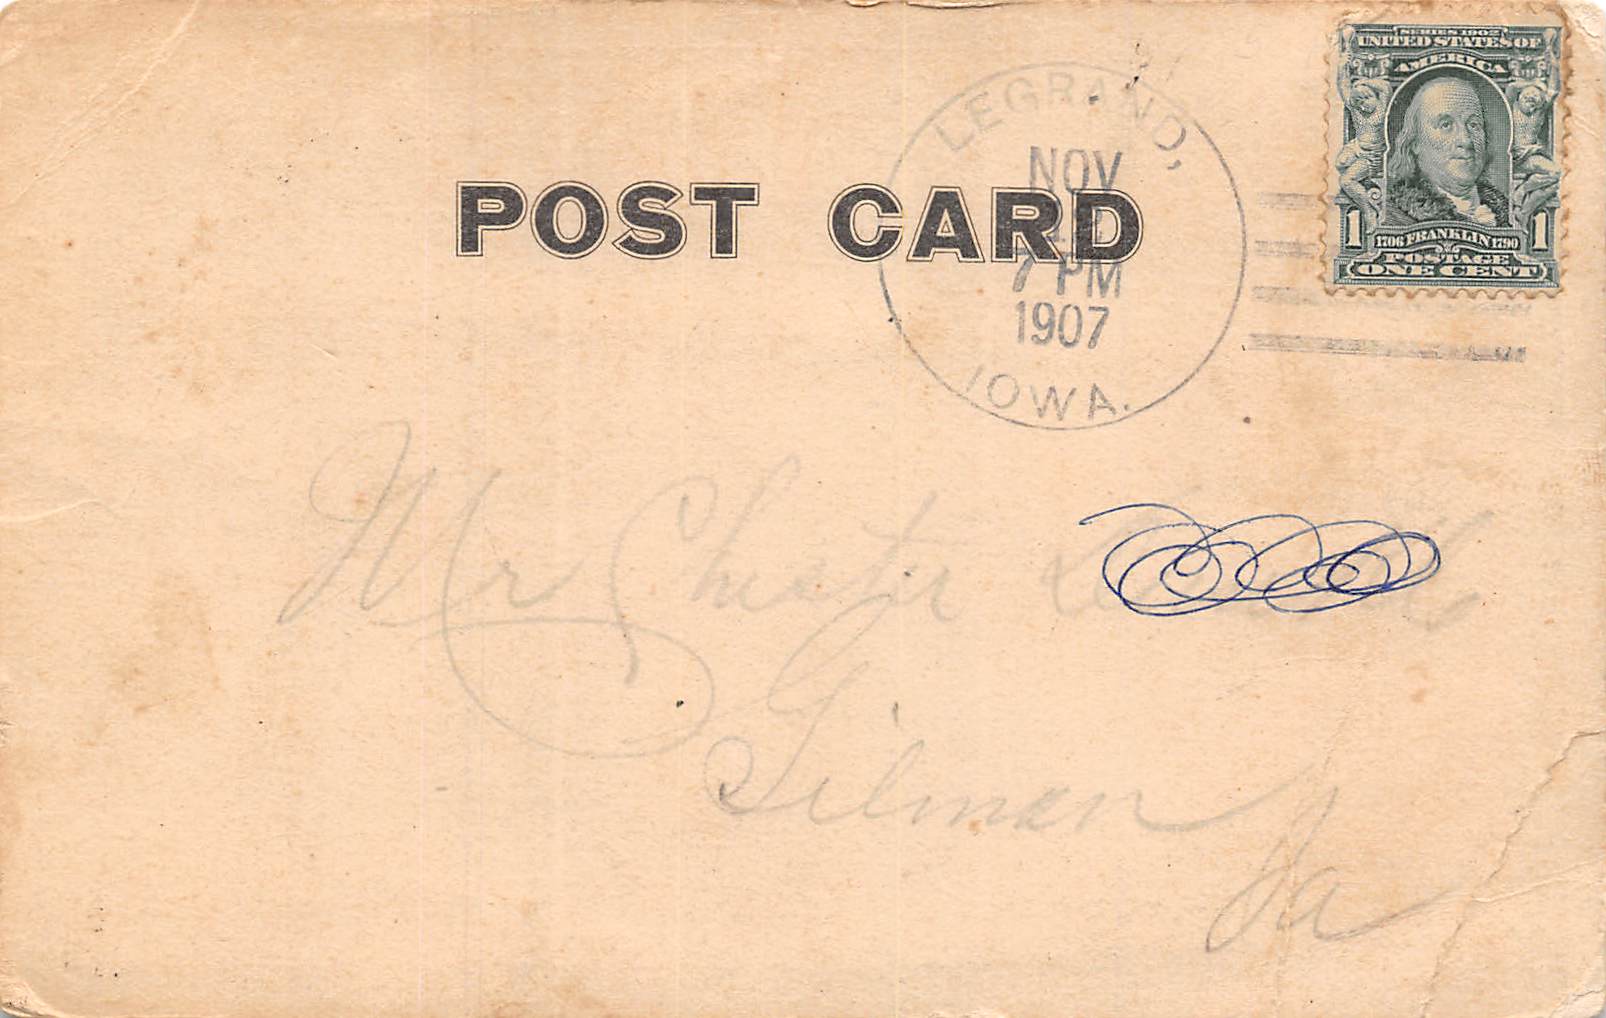 SERIES 1902
UNITED STATES OF
AMERICA
1 1706 FRANKLIN 1790 1
POSTAGE
ONE CENT
LEGRAND,
NOV
7 PM
1907
IOWA.
POST CARD
Mr Chester
Gilman
Ia